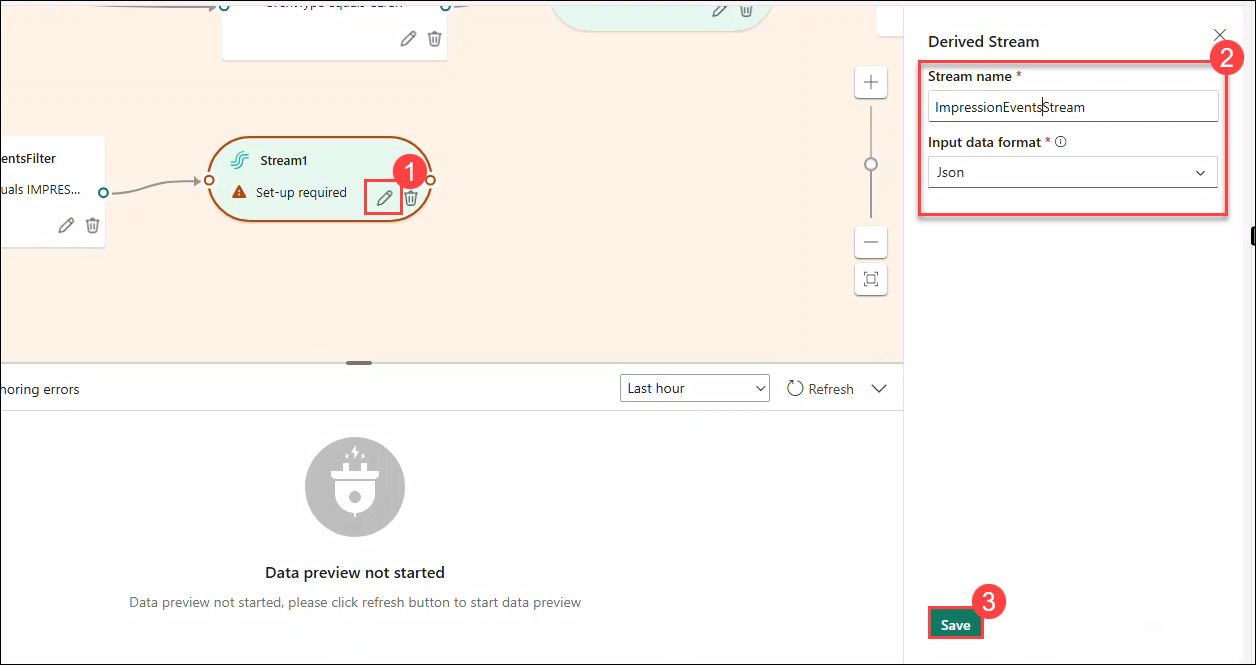 Derived Stream
2
Stream name *
ImpressionEventsStream
Input data format *
Json
entsFilter
uals IMPRES...
Stream1
1
Set-up required
noring errors
Last hour
Refresh
Data preview not started
Data preview not started, please click refresh button to start data preview
3
Save